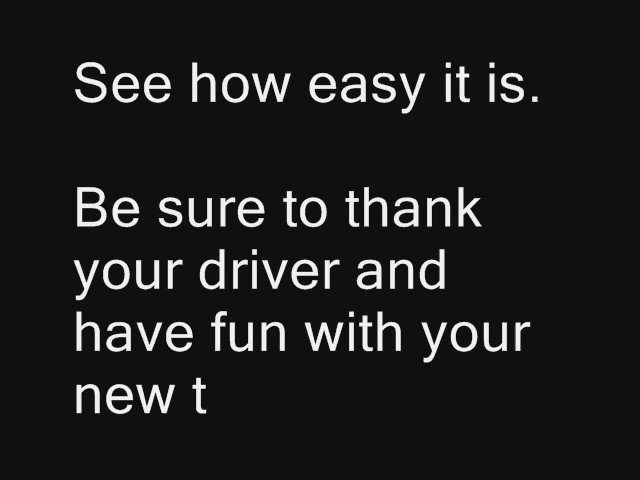 See how easy it is.
Be sure to thank
your driver and
have fun with your
new t